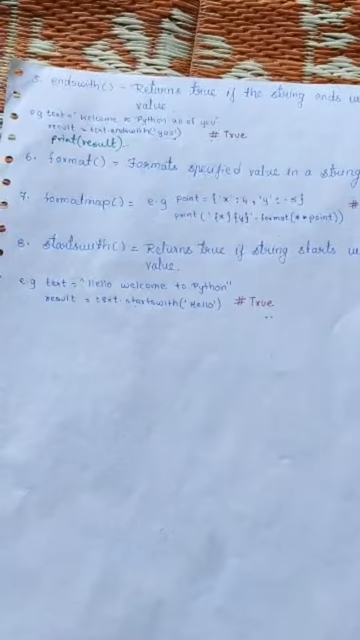 5. endswith() - Returns true if the string ends w
value
eg text = "Welcome to Python all of you"
result = text.endswith('you') # True
print(result).
6. format() = Formats specified value in a string
7. formatmap() = e.g point = {'x':4, 'y':-5}
print('{x}{y}'.format(**point)) #
8. startswith() = Returns true if string starts w
value.
e.g text = "Hello welcome to Python"
result = text.startswith('Hello') # True